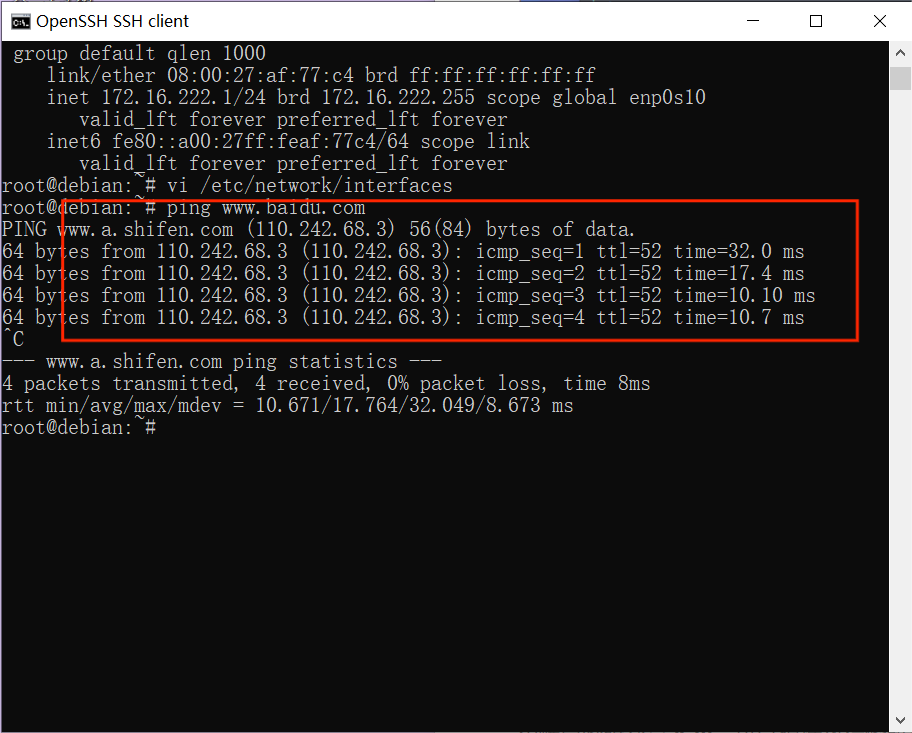 OpenSSH SSH client
group default qlen 1000
link/ether 08:00:27:af:77:c4 brd ff:ff:ff:ff:ff:ff
inet 172.16.222.1/24 brd 172.16.222.255 scope global enp0s10
valid_lft forever preferred_lft forever
inet6 fe80::a00:27ff:feaf:77c4/64 scope link
valid_lft forever preferred_lft forever
root@debian:~# vi /etc/network/interfaces
root@debian:~# ping www.baidu.com
PING www.a.shifen.com (110.242.68.3) 56(84) bytes of data.
64 bytes from 110.242.68.3 (110.242.68.3): icmp_seq=1 ttl=52 time=32.0 ms
64 bytes from 110.242.68.3 (110.242.68.3): icmp_seq=2 ttl=52 time=17.4 ms
64 bytes from 110.242.68.3 (110.242.68.3): icmp_seq=3 ttl=52 time=10.10 ms
64 bytes from 110.242.68.3 (110.242.68.3): icmp_seq=4 ttl=52 time=10.7 ms
^C
--- www.a.shifen.com ping statistics ---
4 packets transmitted, 4 received, 0% packet loss, time 8ms
rtt min/avg/max/mdev = 10.671/17.764/32.049/8.673 ms
root@debian:~#